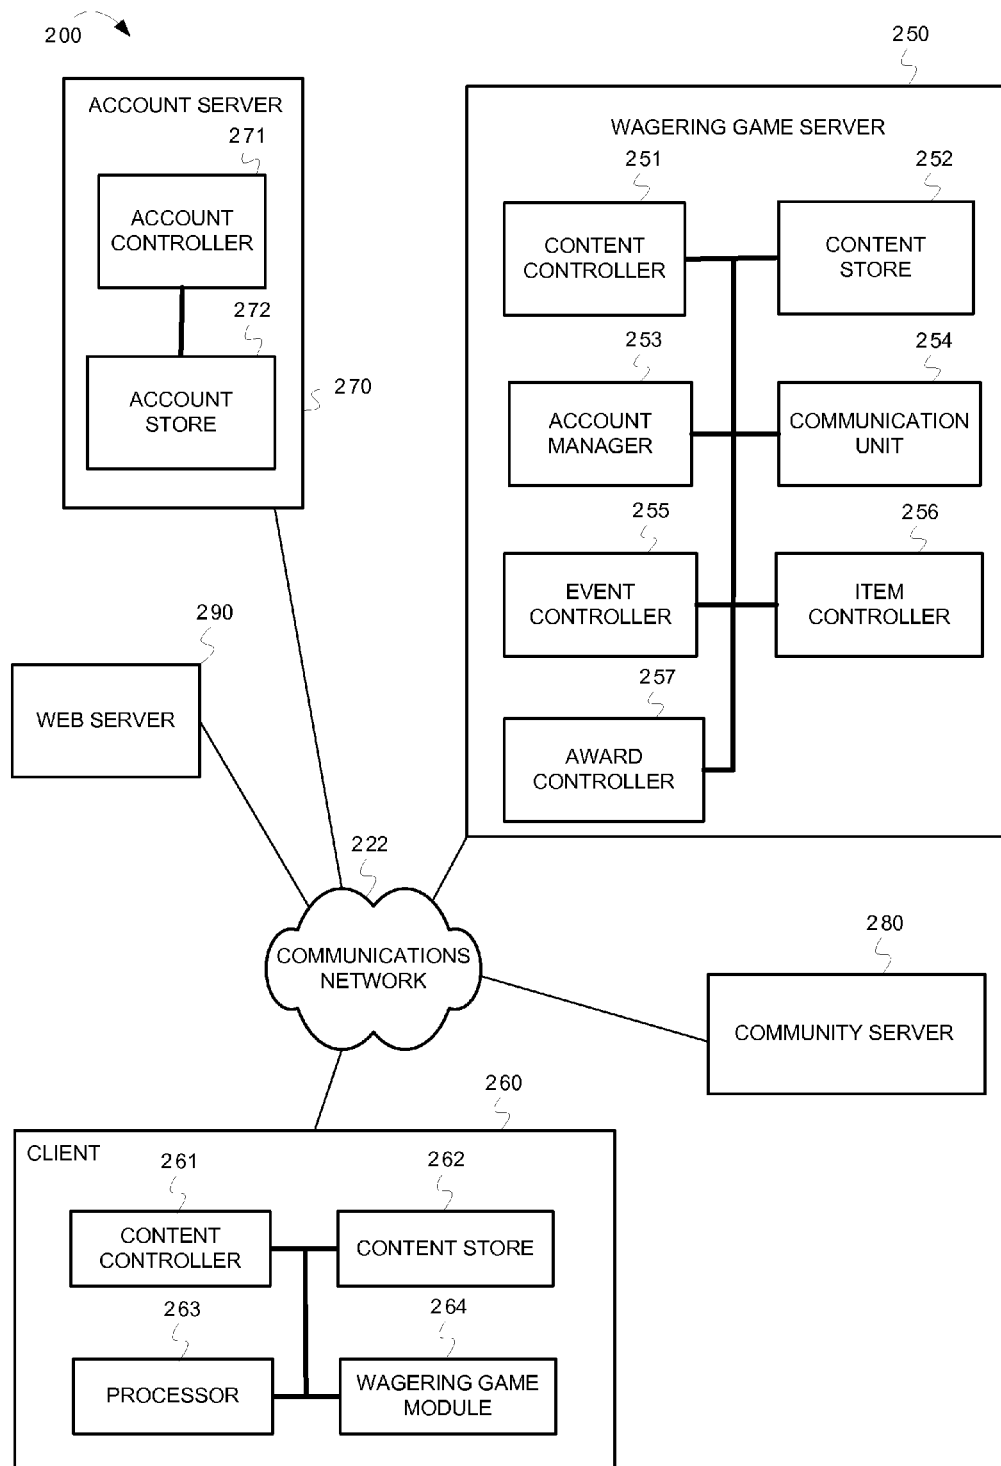 200
250
ACCOUNT SERVER
271
ACCOUNT
CONTROLLER
272
ACCOUNT
STORE
270
WAGERING GAME SERVER
251
CONTENT
CONTROLLER
252
CONTENT
STORE
253
ACCOUNT
MANAGER
254
COMMUNICATION
UNIT
255
EVENT
CONTROLLER
256
ITEM
CONTROLLER
257
AWARD
CONTROLLER
290
WEB SERVER
222
COMMUNICATIONS
NETWORK
280
COMMUNITY SERVER
260
CLIENT
261
CONTENT
CONTROLLER
262
CONTENT STORE
263
PROCESSOR
264
WAGERING GAME
MODULE